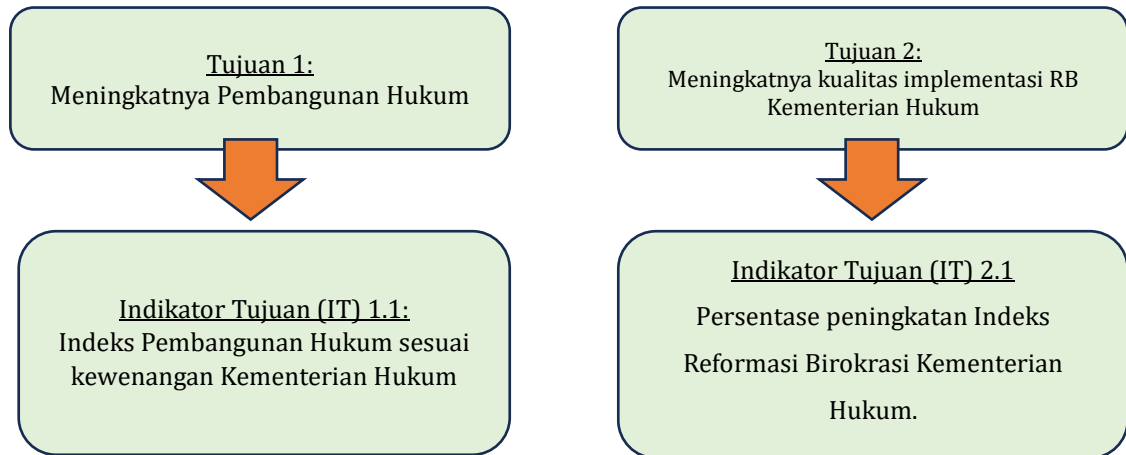 Tujuan 1:
Meningkatnya Pembangunan Hukum
Tujuan 2:
Meningkatnya kualitas implementasi RB
Kementerian Hukum
Indikator Tujuan (IT) 1.1:
Indeks Pembangunan Hukum sesuai
kewenangan Kementerian Hukum
Indikator Tujuan (IT) 2.1
Persentase peningkatan Indeks
Reformasi Birokrasi Kementerian
Hukum.